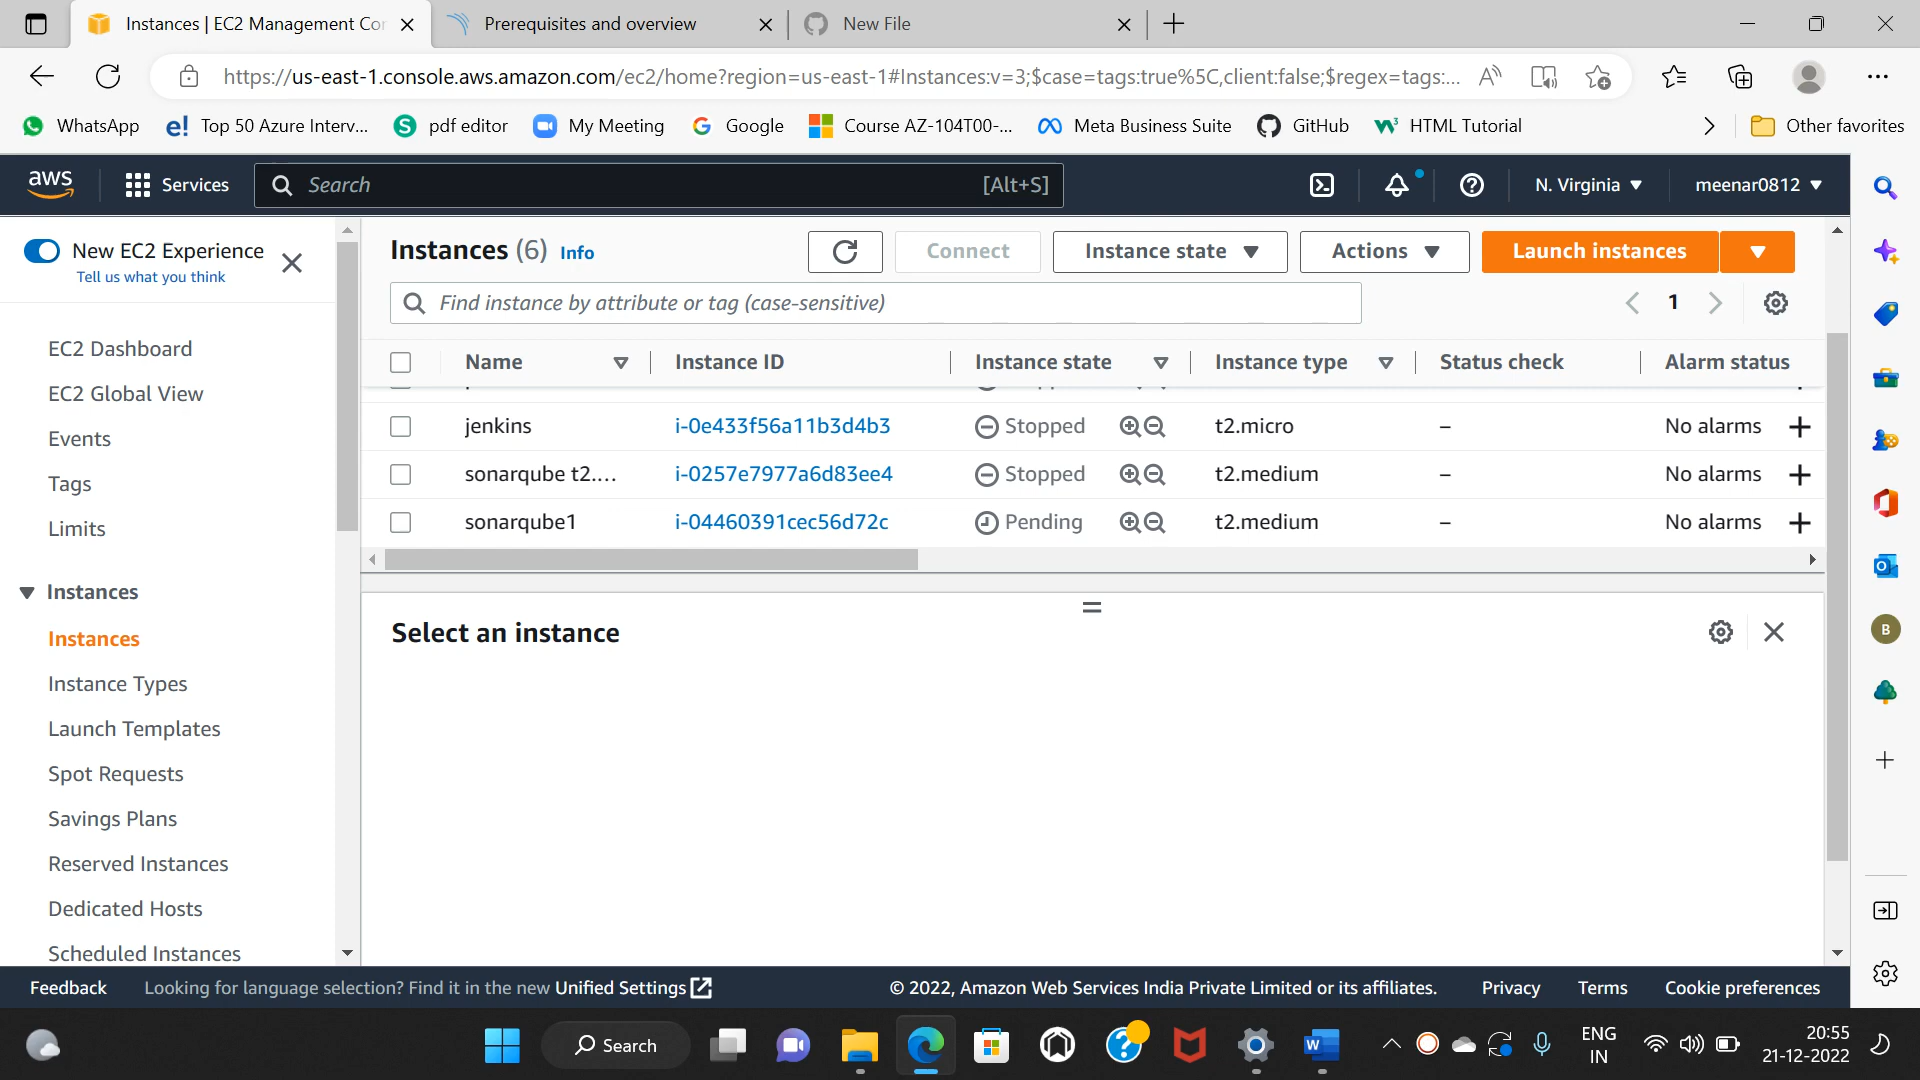 Instances | EC2 Management Cor
Prerequisites and overview
New File
https://us-east-1.console.aws.amazon.com/ec2/home?region=us-east-1#Instances:v=3;$case=tags:true%5C,client:false;$regex=tags:...
WhatsApp
e! Top 50 Azure Interv...
S pdf editor
My Meeting
Google
Course AZ-104T00-...
Meta Business Suite
GitHub
HTML Tutorial
Other favorites
aws
Services
Search
[Alt+S]
N. Virginia
meenar0812
New EC2 Experience
Tell us what you think
EC2 Dashboard
EC2 Global View
Events
Tags
Limits
Instances
Instances
Instance Types
Launch Templates
Spot Requests
Savings Plans
Reserved Instances
Dedicated Hosts
Scheduled Instances
Instances (6) Info
Connect
Instance state
Actions
Launch instances
Find instance by attribute or tag (case-sensitive)
1
Name Instance ID Instance state Instance type Status check Alarm status
jenkins i-0e433f56a11b3d4b3 Stopped t2.micro – No alarms +
sonarqube t2.... i-0257e7977a6d83ee4 Stopped t2.medium – No alarms +
sonarqube1 i-04460391cec56d72c Pending t2.medium – No alarms +
Select an instance
B
Feedback Looking for language selection? Find it in the new Unified Settings
© 2022, Amazon Web Services India Private Limited or its affiliates. Privacy Terms Cookie preferences
Search
ENG
IN
20:55
21-12-2022